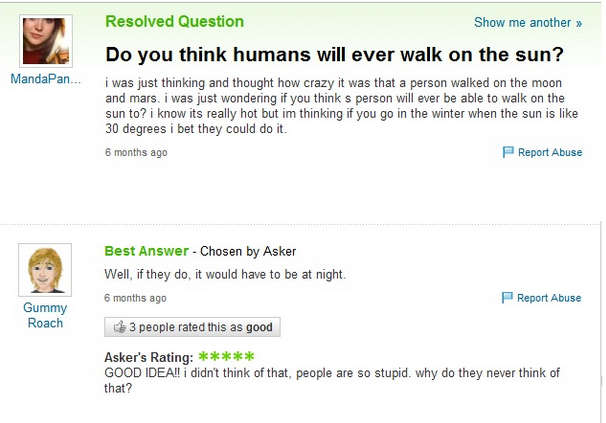 Resolved Question
Show me another »
MandaPan...
Do you think humans will ever walk on the sun?
i was just thinking and thought how crazy it was that a person walked on the moon
and mars. i was just wondering if you think s person will ever be able to walk on the
sun to? i know its really hot but im thinking if you go in the winter when the sun is like
30 degrees i bet they could do it.
6 months ago
Report Abuse
Gummy
Roach
Best Answer - Chosen by Asker
Well, if they do, it would have to be at night.
6 months ago
Report Abuse
3 people rated this as good
Asker's Rating: *****
GOOD IDEA!! i didn't think of that, people are so stupid. why do they never think of
that?